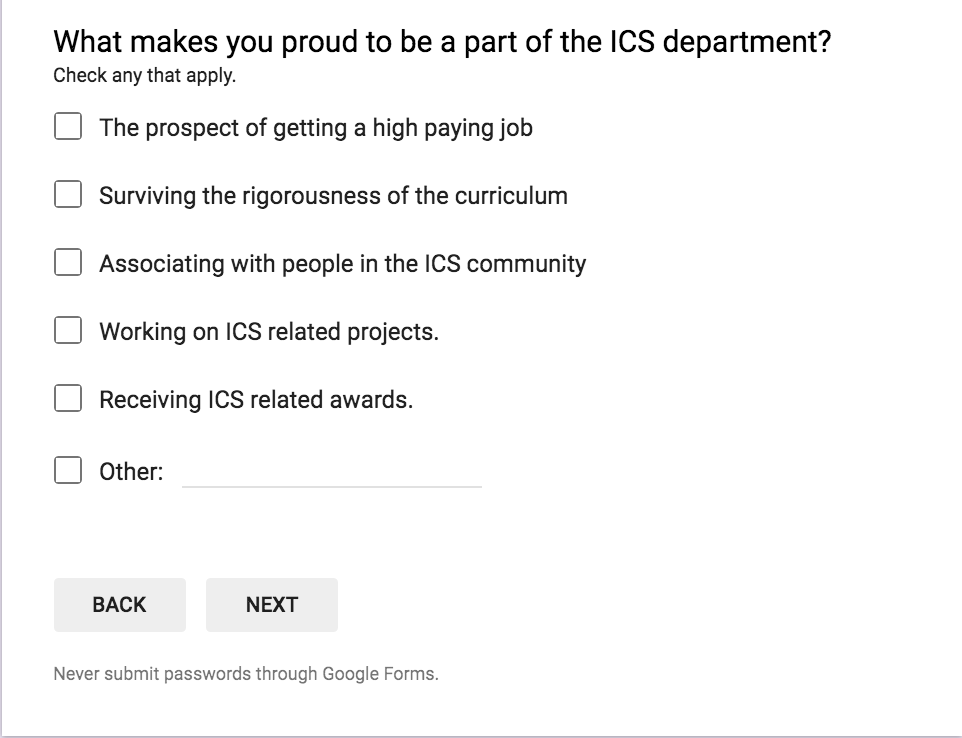 What makes you proud to be a part of the ICS department?
Check any that apply.
The prospect of getting a high paying job
Surviving the rigorousness of the curriculum
Associating with people in the ICS community
Working on ICS related projects.
Receiving ICS related awards.
Other:
BACK NEXT
Never submit passwords through Google Forms.